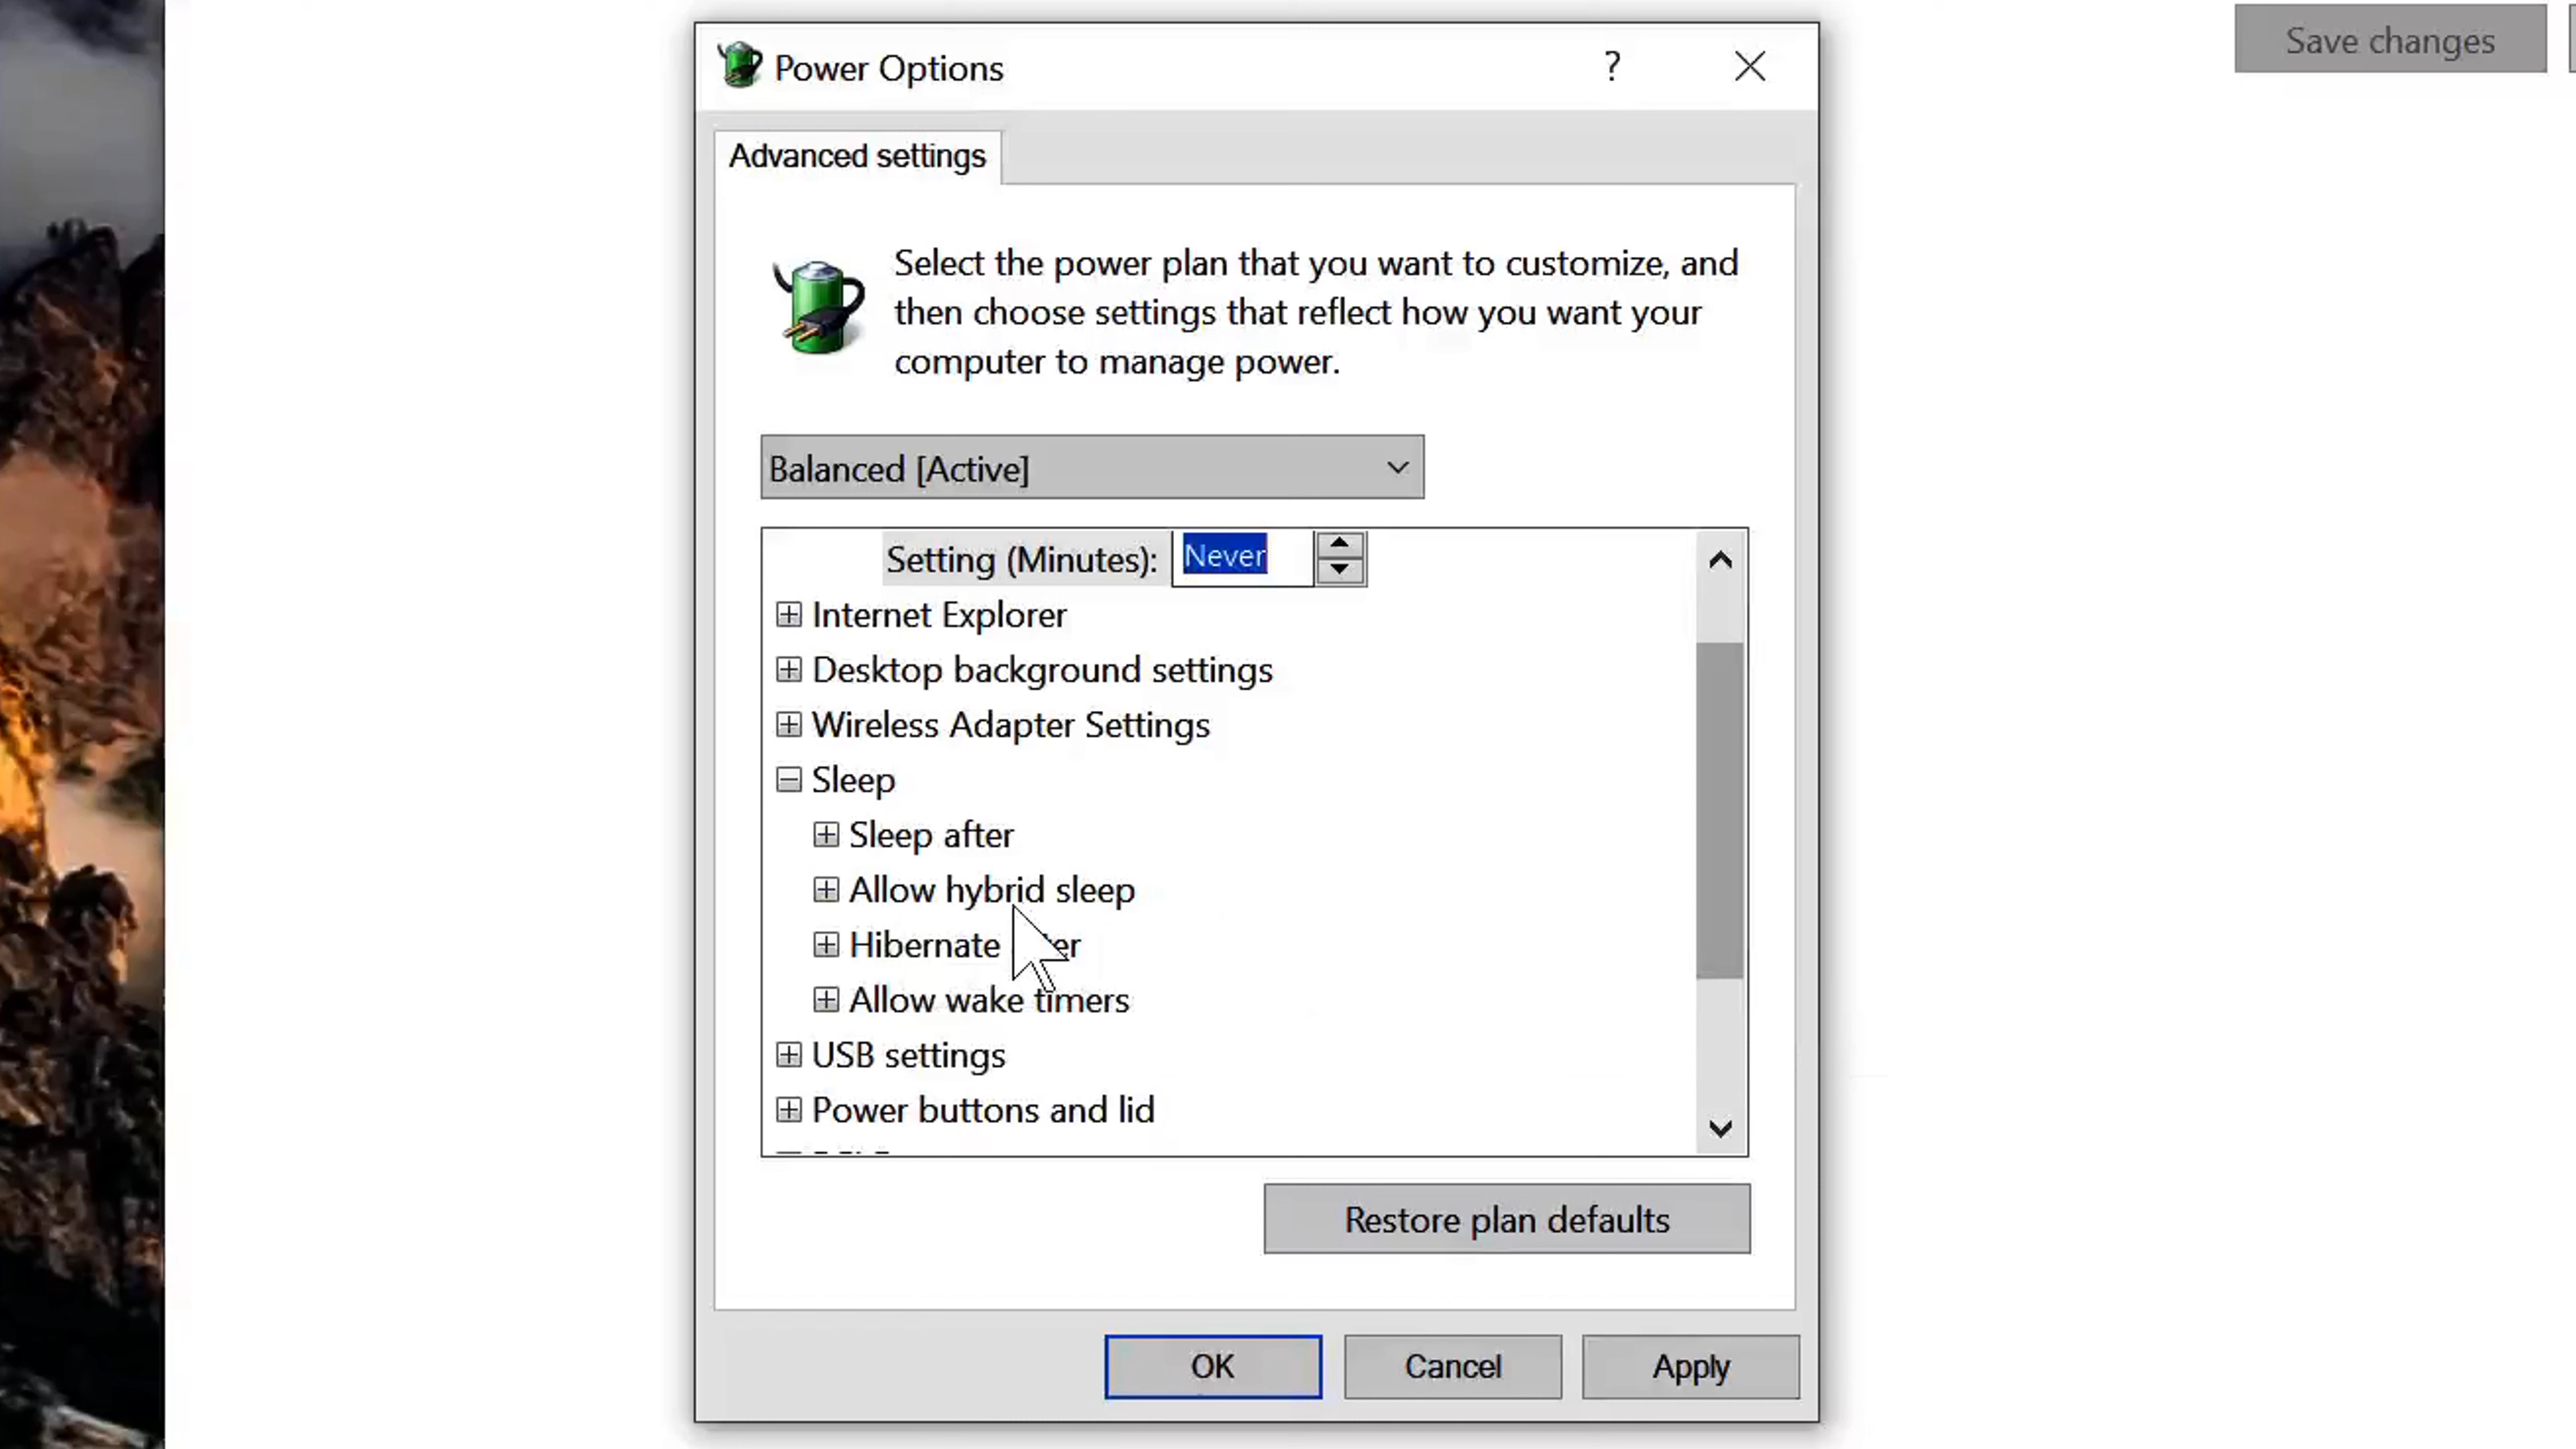 Save changes
Power Options
?
Advanced settings
Select the power plan that you want to customize, and
then choose settings that reflect how you want your
computer to manage power.
Balanced [Active]
Setting (Minutes): Never
Internet Explorer
Desktop background settings
Wireless Adapter Settings
Sleep
Sleep after
Allow hybrid sleep
Hibernate
Allow wake timers
USB settings
Power buttons and lid
Restore plan defaults
OK Cancel Apply